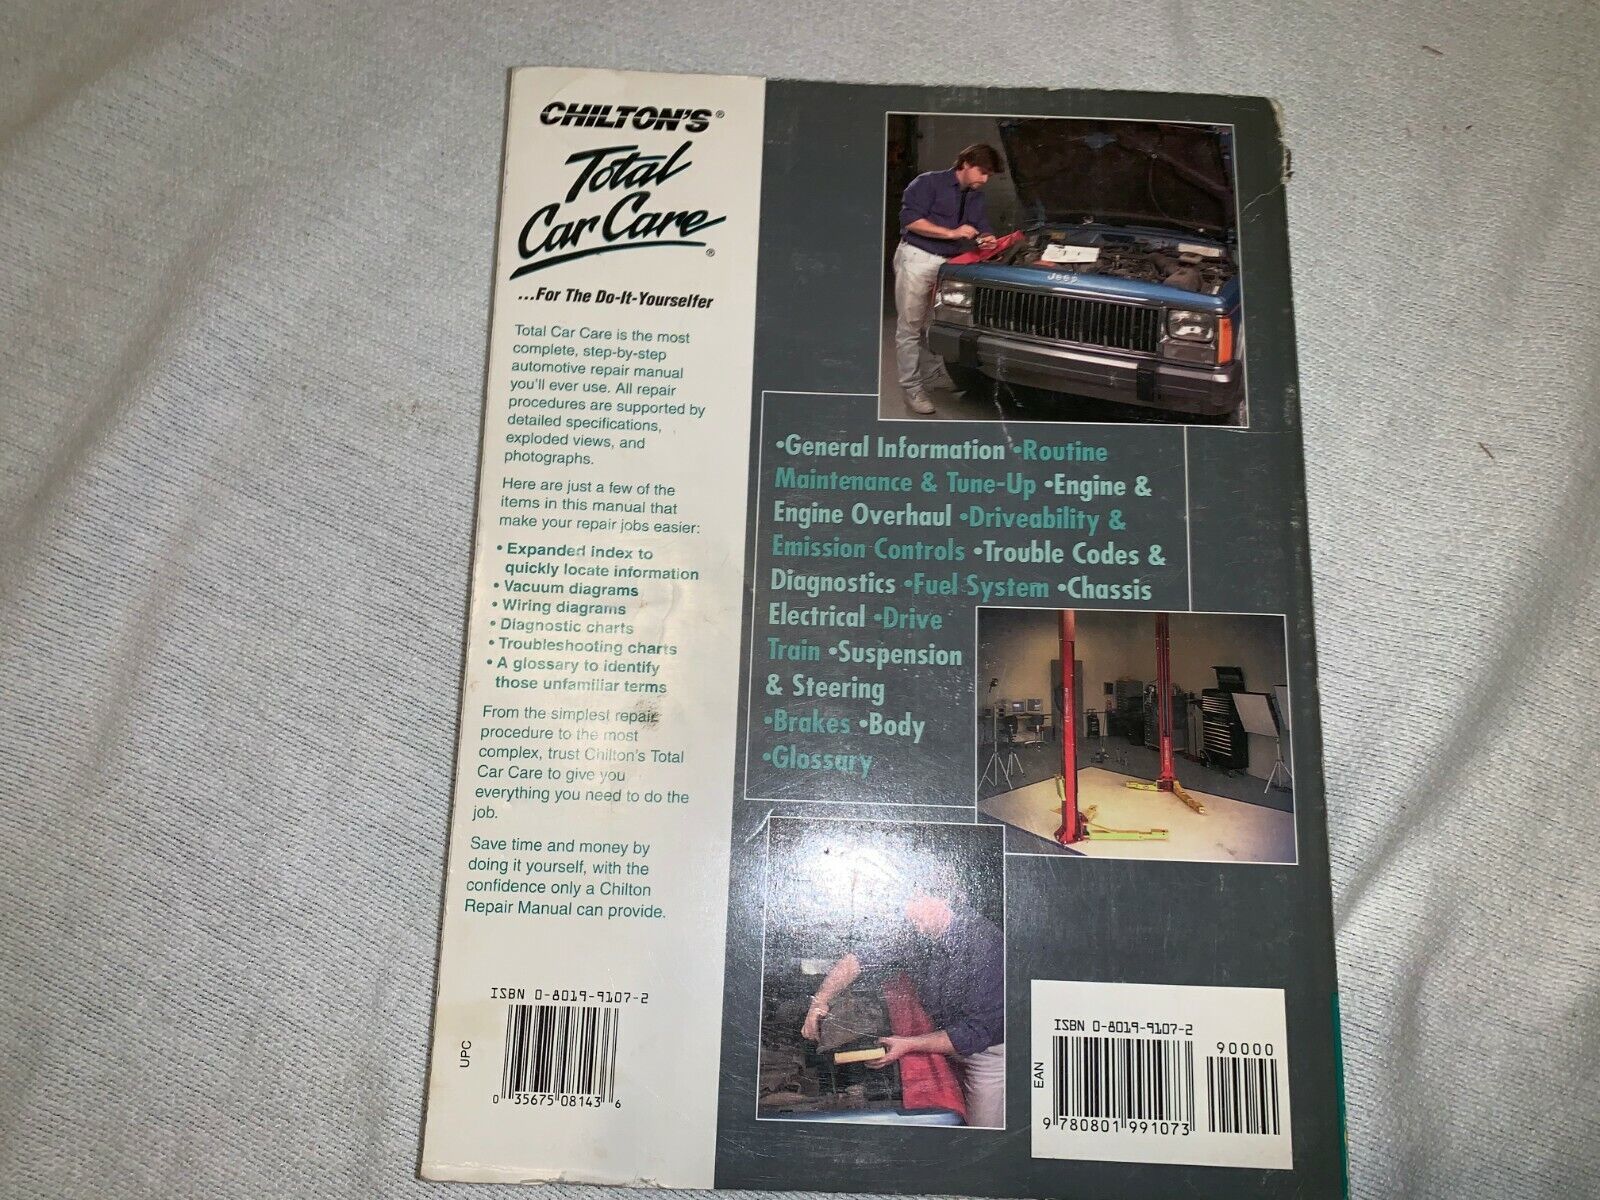 CHILTON'S®
Total
Car Care®
...For The Do-It-Yourselfer
Total Car Care is the most
complete, step-by-step
automotive repair manual
you'll ever use. All repair
procedures are supported by
detailed specifications,
exploded views, and
photographs.
Here are just a few of the
items in this manual that
make your repair jobs easier:
• Expanded index to
quickly locate information
• Vacuum diagrams
• Wiring diagrams
• Diagnostic charts
• Troubleshooting charts
• A glossary to identify
those unfamiliar terms
From the simplest repair
procedure to the most
complex, trust Chilton's Total
Car Care to give you
everything you need to do the
job.
Save time and money by
doing it yourself, with the
confidence only a Chilton
Repair Manual can provide.
ISBN 0-8019-9107-2
UPC
0 35675 08143 6
Jeep
•General Information •Routine
Maintenance & Tune-Up •Engine &
Engine Overhaul •Driveability &
Emission Controls •Trouble Codes &
Diagnostics •Fuel System •Chassis
Electrical •Drive
Train •Suspension
& Steering
•Brakes •Body
•Glossary
ISBN 0-8019-9107-2
90000
EAN
9 780801 991073